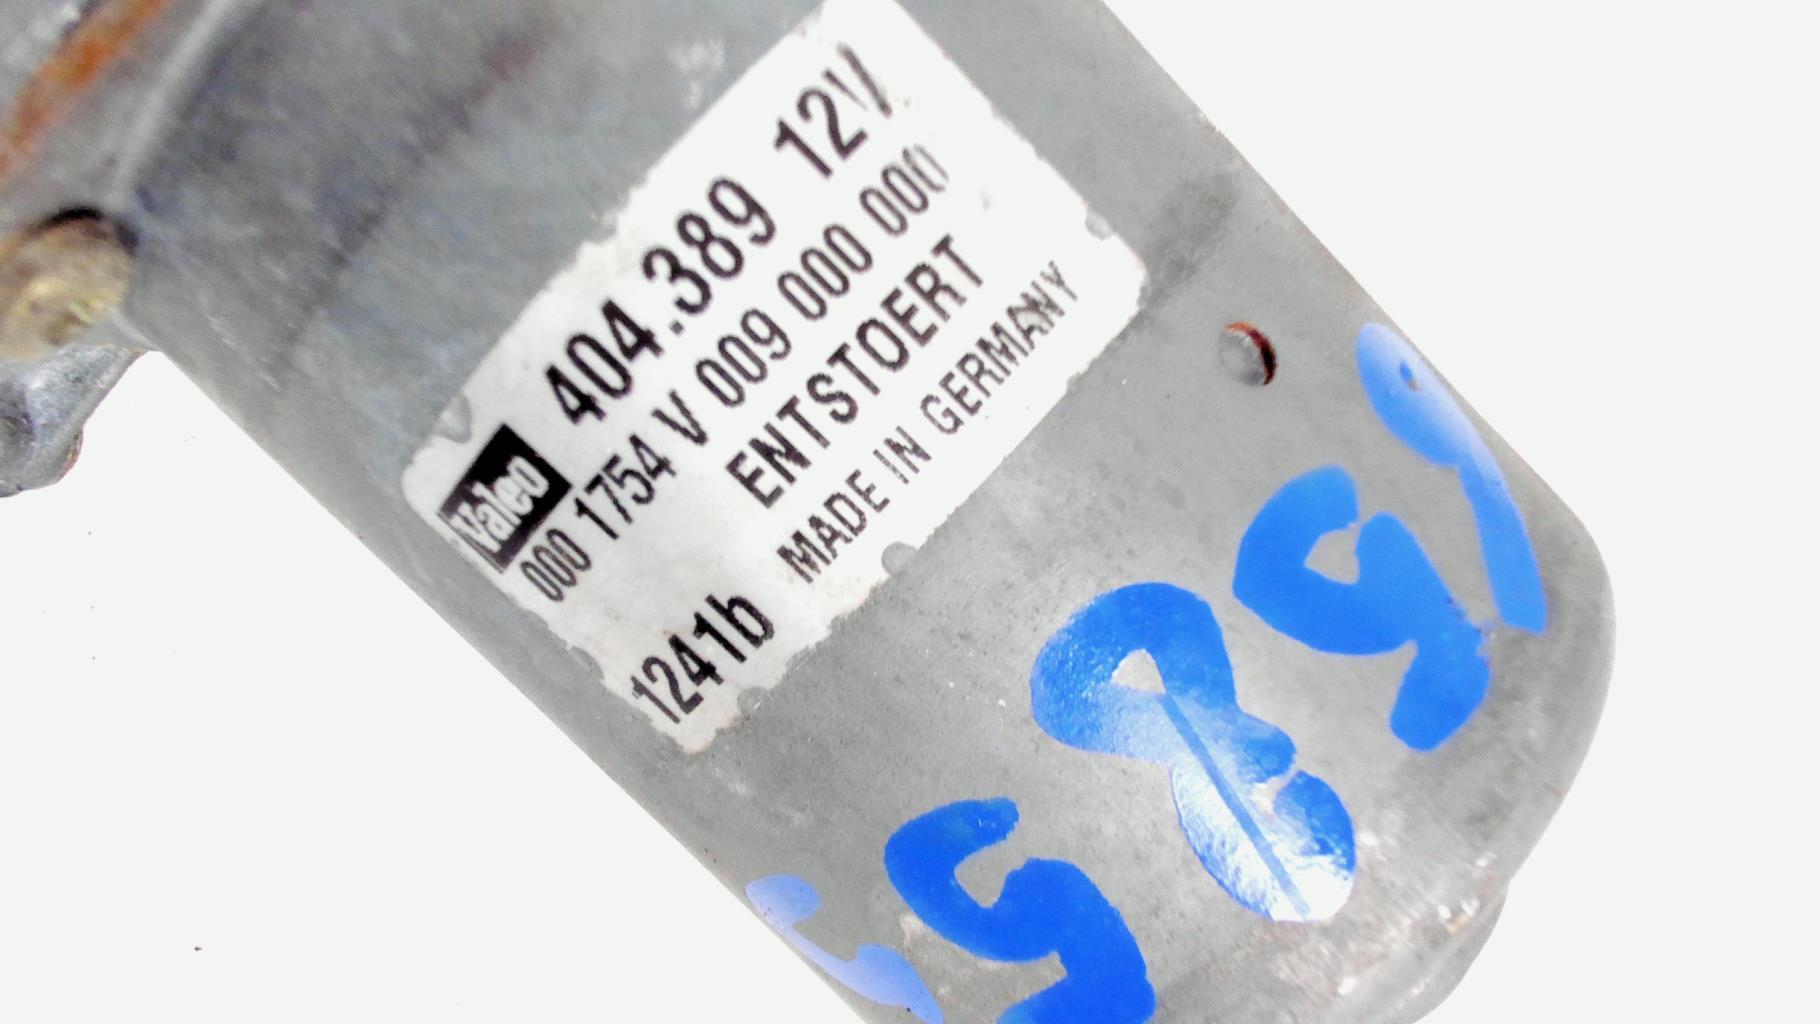 Valeo 404.389 12V
000 1754 V 009 000 000
ENTSTOERT
1241b MADE IN GERMANY